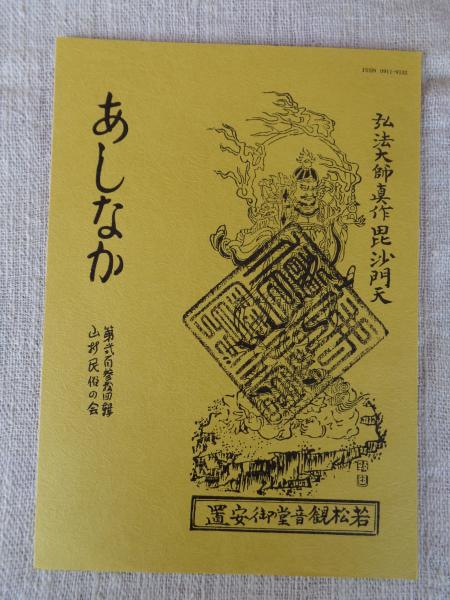 ISSN 0911-9132
弘法大師真作毘沙門天
あしなか
第弐百参拾四輯
山村民俗の会
若松観音堂御安置